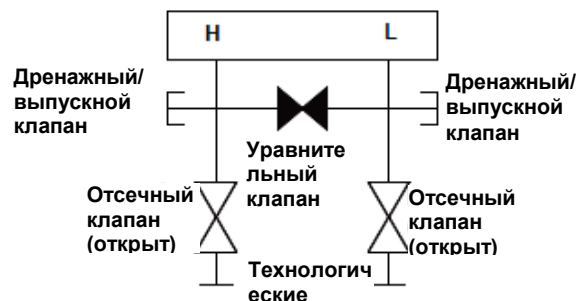 H L
Дренажный/
выпускной
клапан
Дренажный/
выпускной
клапан
Уравните
льный
клапан
Отсечный
клапан
(открыт)
Отсечный
клапан
(открыт)
Технологич
еские